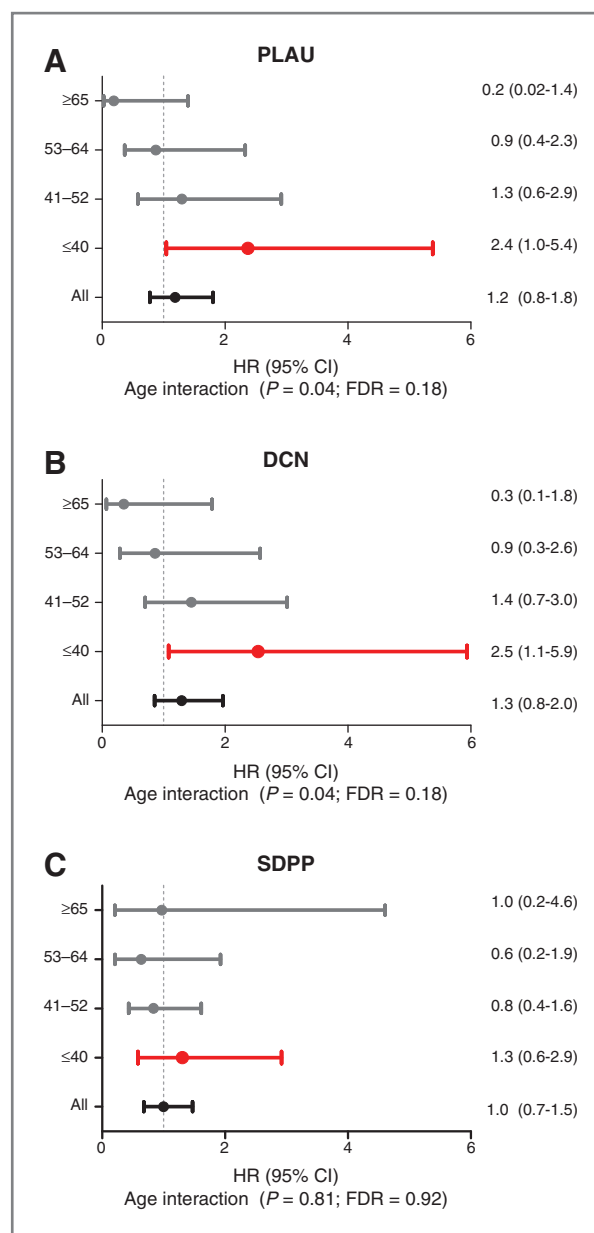 A
PLAU
≥65 0.2 (0.02-1.4)
53–64 0.9 (0.4-2.3)
41–52 1.3 (0.6-2.9)
≤40 2.4 (1.0-5.4)
All 1.2 (0.8-1.8)
0 2 4 6
HR (95% CI)
Age interaction (P = 0.04; FDR = 0.18)
B
DCN
≥65 0.3 (0.1-1.8)
53–64 0.9 (0.3-2.6)
41–52 1.4 (0.7-3.0)
≤40 2.5 (1.1-5.9)
All 1.3 (0.8-2.0)
0 2 4 6
HR (95% CI)
Age interaction (P = 0.04; FDR = 0.18)
C
SDPP
≥65 1.0 (0.2-4.6)
53–64 0.6 (0.2-1.9)
41–52 0.8 (0.4-1.6)
≤40 1.3 (0.6-2.9)
All 1.0 (0.7-1.5)
0 2 4 6
HR (95% CI)
Age interaction (P = 0.81; FDR = 0.92)